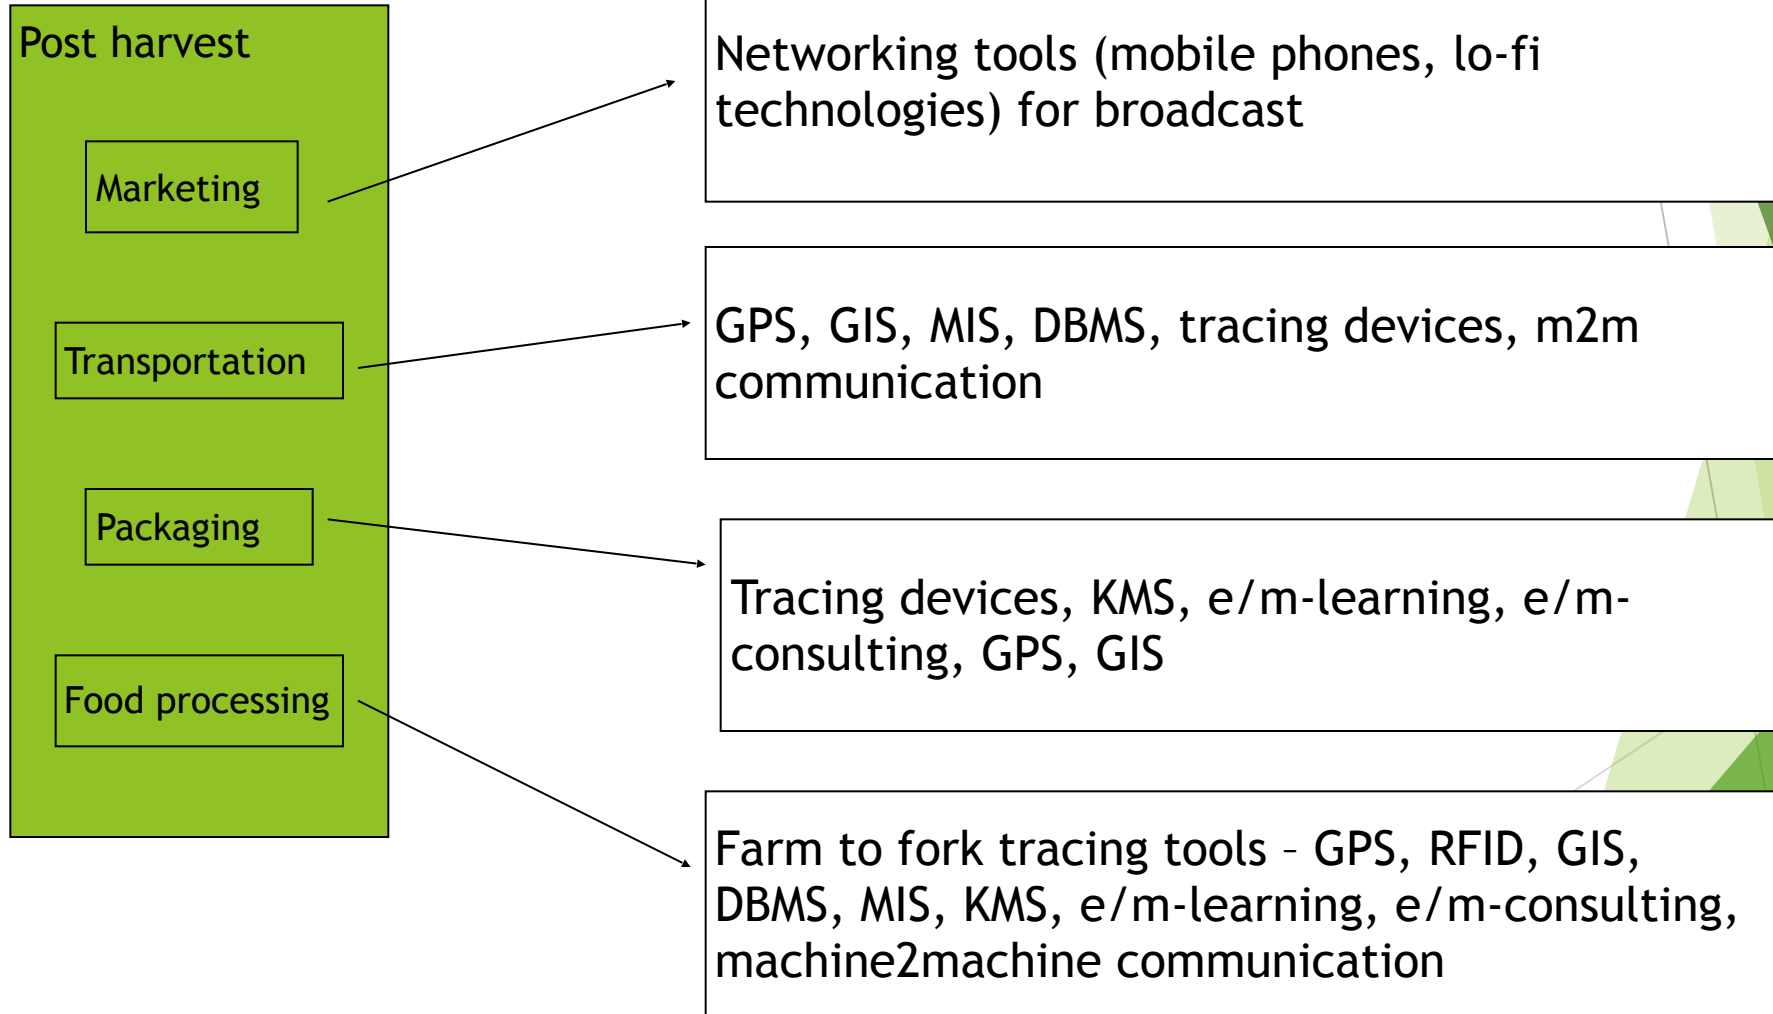 Post harvest
Marketing
Transportation
Packaging
Food processing
Networking tools (mobile phones, lo-fi
technologies) for broadcast
GPS, GIS, MIS, DBMS, tracing devices, m2m
communication
Tracing devices, KMS, e/m-learning, e/m-
consulting, GPS, GIS
Farm to fork tracing tools – GPS, RFID, GIS,
DBMS, MIS, KMS, e/m-learning, e/m-consulting,
machine2machine communication